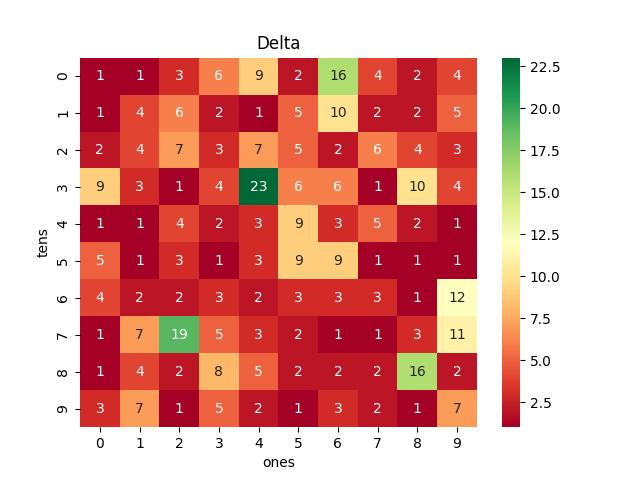 Delta
0 1 1 3 6 9 2 16 4 2 4
1 1 4 6 2 1 5 10 2 2 5
2 2 4 7 3 7 5 2 6 4 3
3 9 3 1 4 23 6 6 1 10 4
4 1 1 4 2 3 9 3 5 2 1
5 5 1 3 1 3 9 9 1 1 1
6 4 2 2 3 2 3 3 3 1 12
7 1 7 19 5 3 2 1 1 3 11
8 1 4 2 8 5 2 2 2 16 2
9 3 7 1 5 2 1 3 2 1 7
0 1 2 3 4 5 6 7 8 9
ones
tens
22.5
20.0
17.5
15.0
12.5
10.0
7.5
5.0
2.5